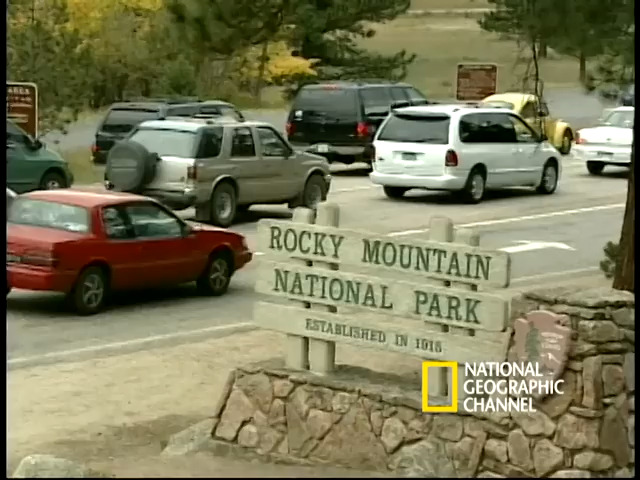 ROCKY MOUNTAIN
NATIONAL PARK
ESTABLISHED IN 1915
NATIONAL
GEOGRAPHIC
CHANNEL